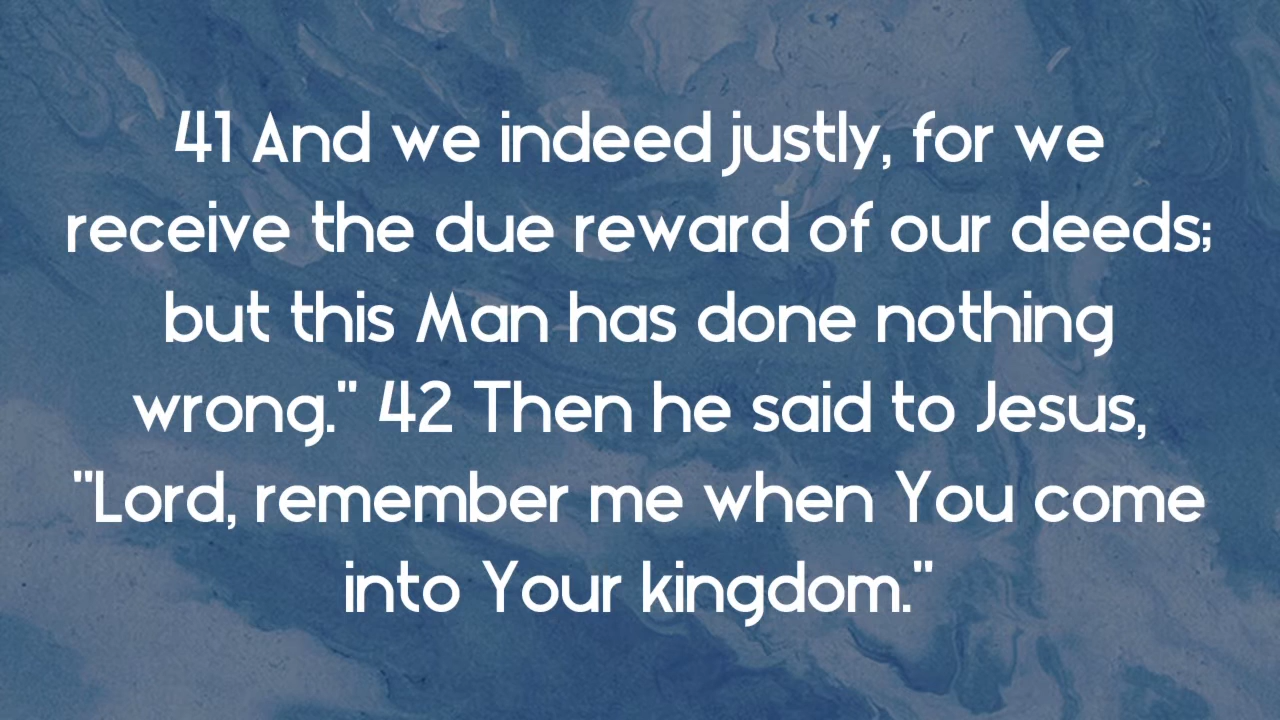 41 And we indeed justly, for we
receive the due reward of our deeds;
but this Man has done nothing
wrong." 42 Then he said to Jesus,
"Lord, remember me when You come
into Your kingdom."